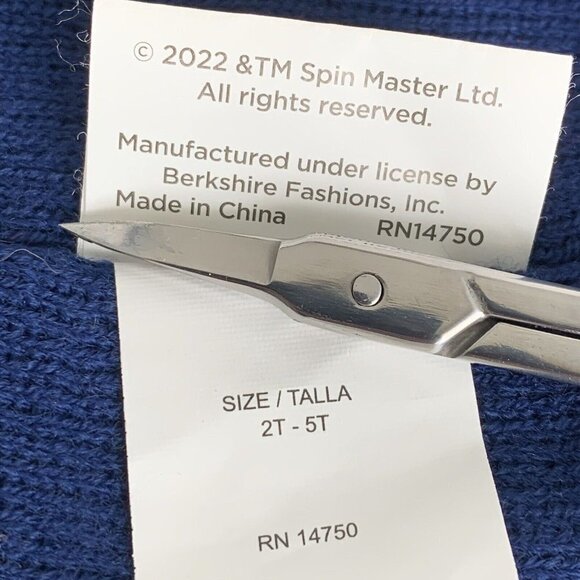 © 2022 &TM Spin Master Ltd.
All rights reserved.
Manufactured under license by
Berkshire Fashions, Inc.
Made in China RN14750
SIZE / TALLA
2T - 5T
RN 14750